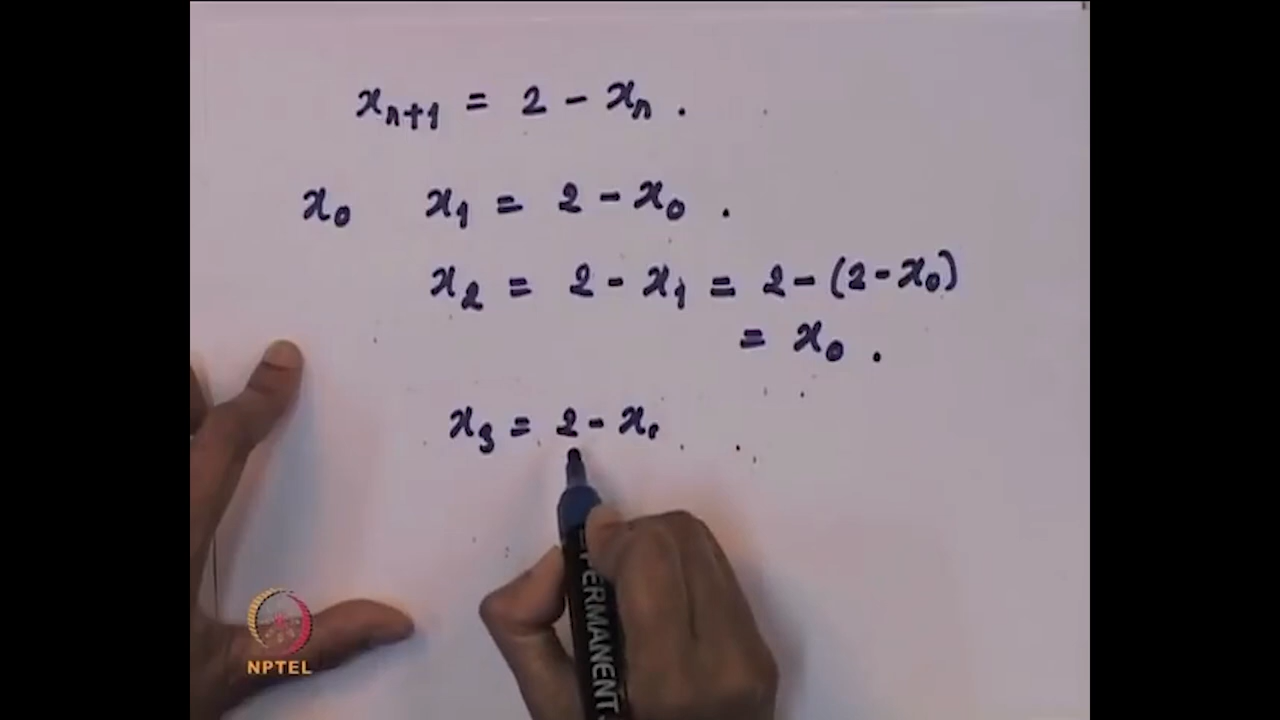 xₙ₊₁ = 2 - xₙ .
x₀ x₁ = 2 - x₀ .
x₂ = 2 - x₁ = 2 - (2 - x₀)
= x₀ .
x₃ = 2 - x₀
PERMANENT
NPTEL